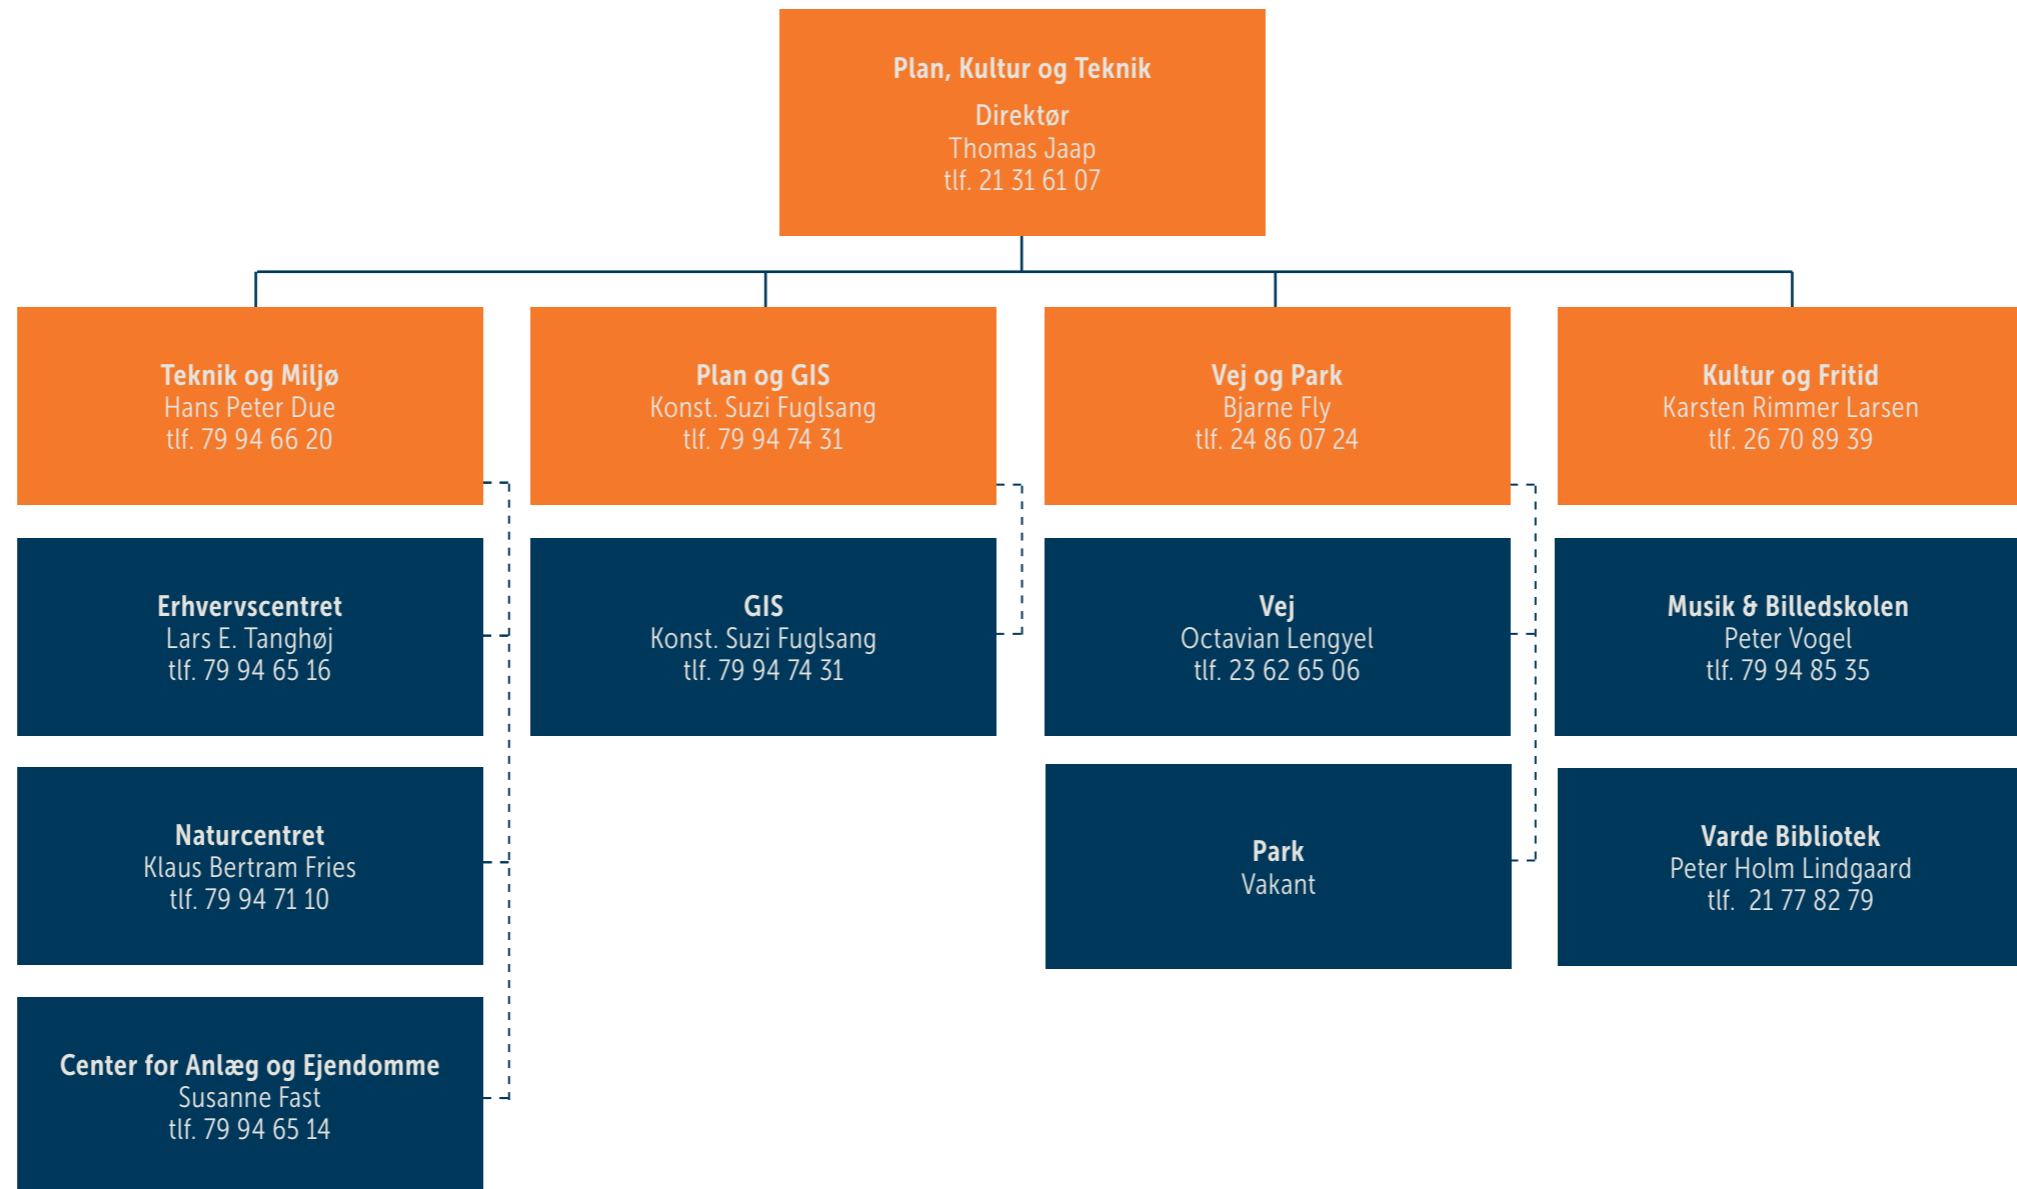 Plan, Kultur og Teknik
Direktør
Thomas Jaap
tlf. 21 31 61 07
Teknik og Miljø
Hans Peter Due
tlf. 79 94 66 20
Plan og GIS
Konst. Suzi Fuglsang
tlf. 79 94 74 31
Vej og Park
Bjarne Fly
tlf. 24 86 07 24
Kultur og Fritid
Karsten Rimmer Larsen
tlf. 26 70 89 39
Erhvervscentret
Lars E. Tanghøj
tlf. 79 94 65 16
GIS
Konst. Suzi Fuglsang
tlf. 79 94 74 31
Vej
Octavian Lengyel
tlf. 23 62 65 06
Musik & Billedskolen
Peter Vogel
tlf. 79 94 85 35
Naturcentret
Klaus Bertram Fries
tlf. 79 94 71 10
Park
Vakant
Varde Bibliotek
Peter Holm Lindgaard
tlf. 21 77 82 79
Center for Anlæg og Ejendomme
Susanne Fast
tlf. 79 94 65 14